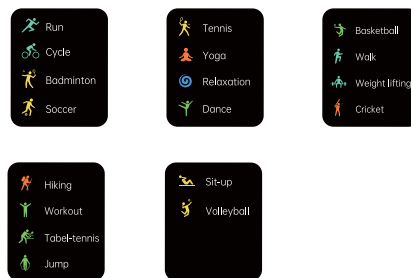 Run
Cycle
Badminton
Soccer
Tennis
Yoga
Relaxation
Dance
Basketball
Walk
Weight lifting
Cricket
Hiking
Workout
Tabel-tennis
Jump
Sit-up
Volleyball